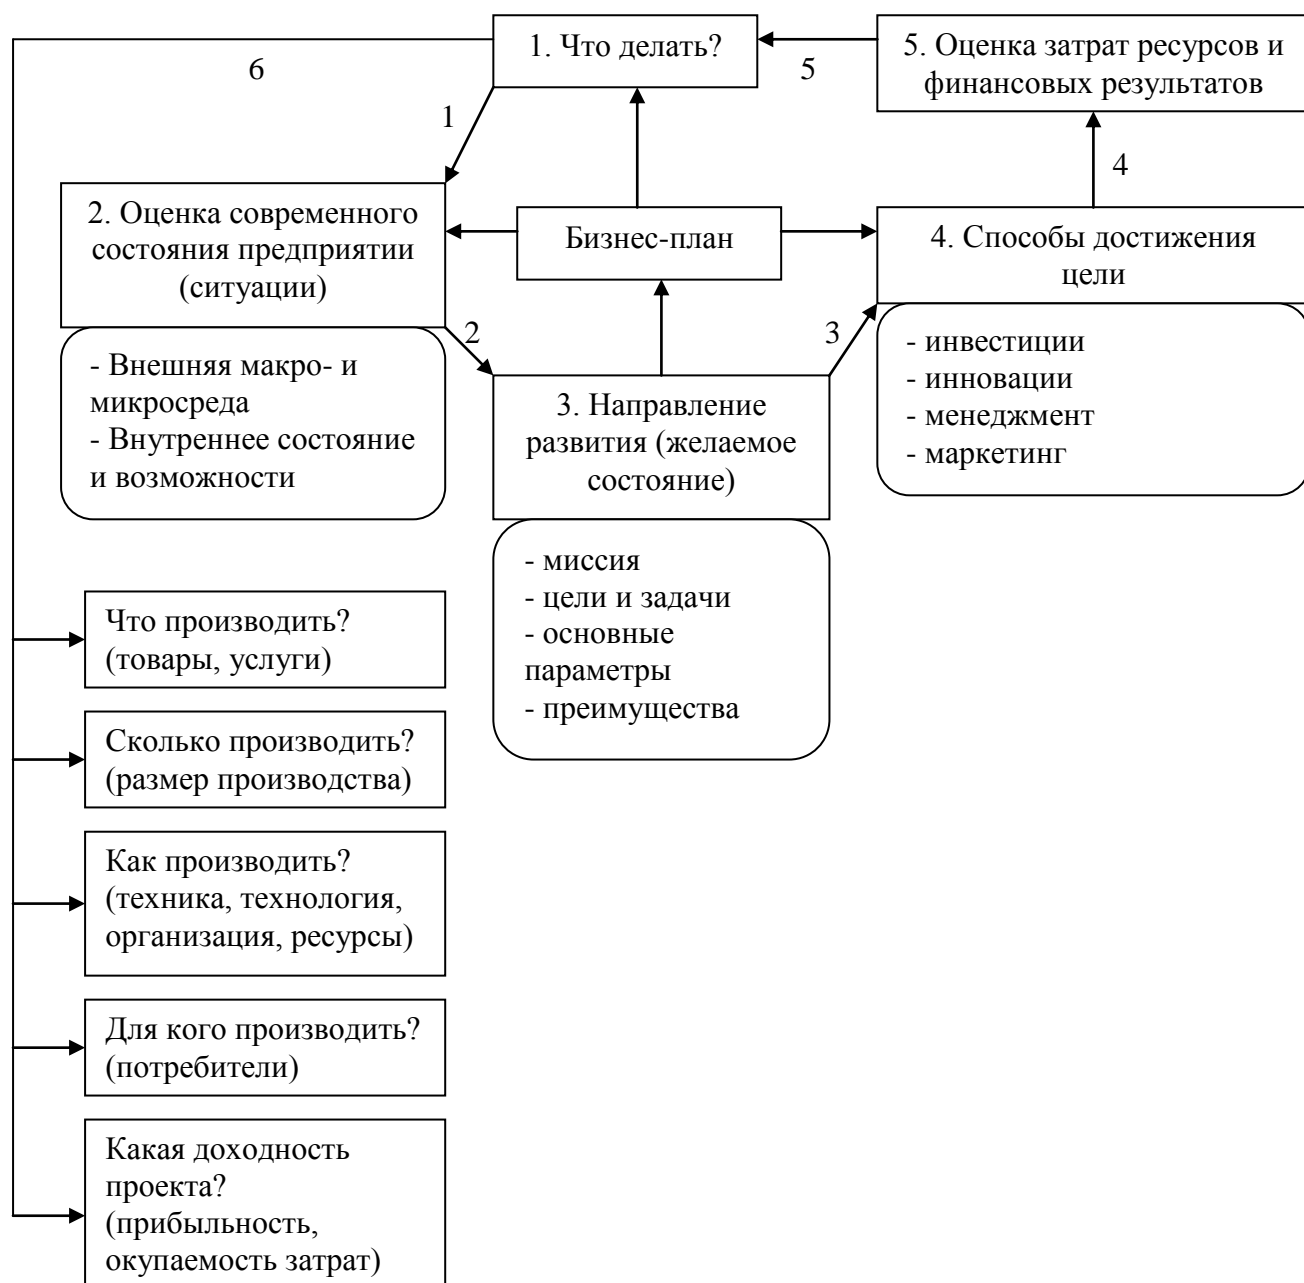 1. Что делать?
5. Оценка затрат ресурсов и
финансовых результатов
6
5
1
4
2. Оценка современного
состояния предприятии
(ситуации)
Бизнес-план
4. Способы достижения
цели
2
3
- Внешняя макро- и
микросреда
- Внутреннее состояние
и возможности
3. Направление
развития (желаемое
состояние)
- инвестиции
- инновации
- менеджмент
- маркетинг
- миссия
- цели и задачи
- основные
параметры
- преимущества
Что производить?
(товары, услуги)
Сколько производить?
(размер производства)
Как производить?
(техника, технология,
организация, ресурсы)
Для кого производить?
(потребители)
Какая доходность
проекта?
(прибыльность,
окупаемость затрат)